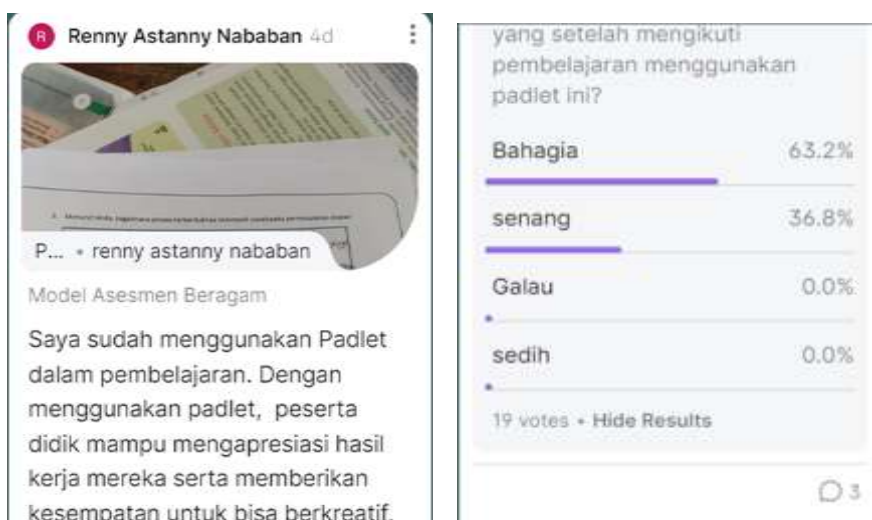 R Renny Astanny Nababan 4d
P... • renny astanny nababan
Model Asesmen Beragam
Saya sudah menggunakan Padlet
dalam pembelajaran. Dengan
menggunakan padlet, peserta
didik mampu mengapresiasi hasil
kerja mereka serta memberikan
kesempatan untuk bisa berkreatif.
yang setelah mengikuti
pembelajaran menggunakan
padlet ini?
Bahagia 63.2%
senang 36.8%
Galau 0.0%
sedih 0.0%
19 votes • Hide Results
3